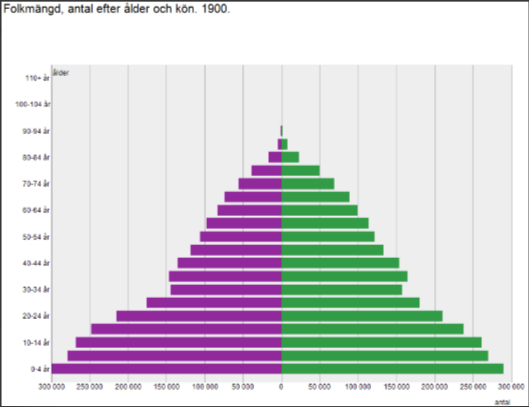 Folkmängd, antal efter ålder och kön. 1900.
ålder
110+ år
100-104 år
90-94 år
80-84 år
70-74 år
60-64 år
50-54 år
40-44 år
30-34 år
20-24 år
10-14 år
0-4 år
300 000 250 000 200 000 150 000 100 000 50 000 0 50 000 100 000 150 000 200 000 250 000 300 000
antal